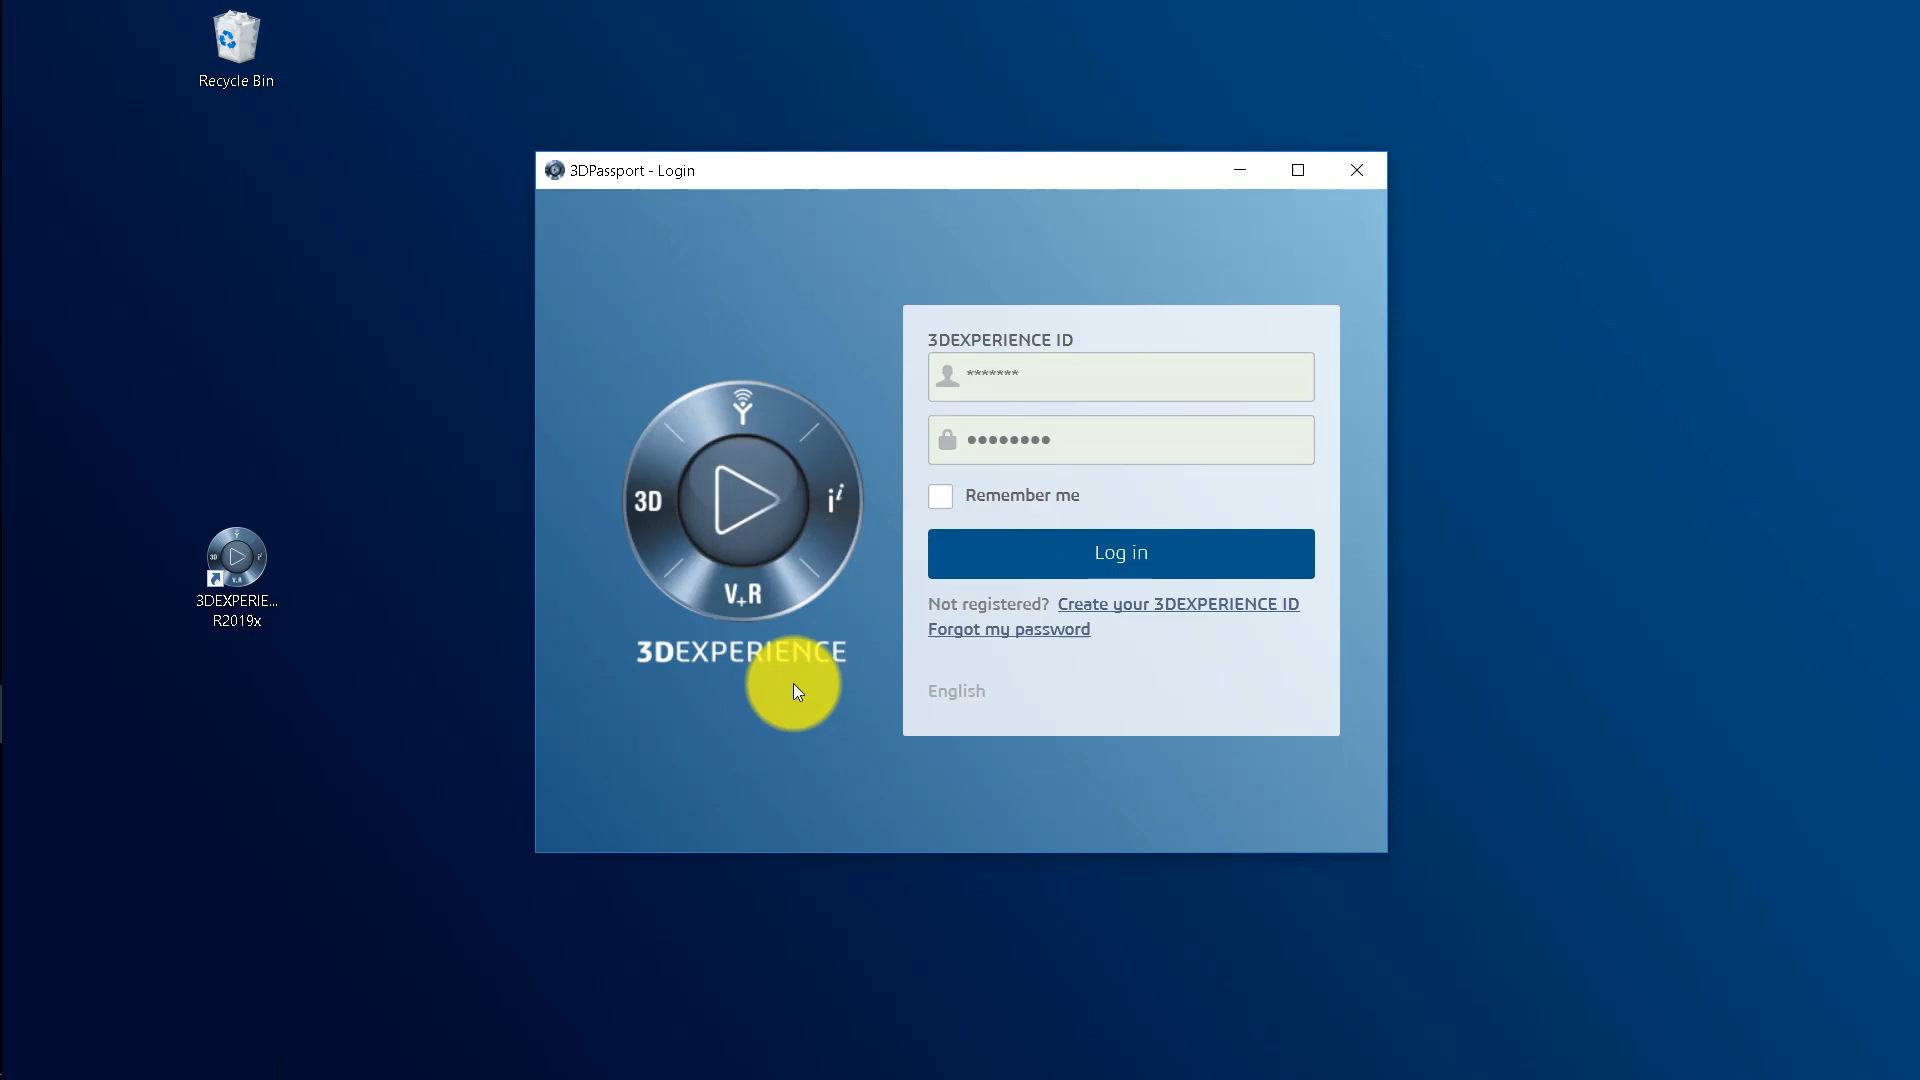 Recycle Bin
3DPassport - Login
3DEXPERIENCE ID
*******
••••••••
Remember me
Log in
Not registered? Create your 3DEXPERIENCE ID
Forgot my password
English
3D
i i
V+R
3DEXPERIENCE
3D
V+R
3DEXPERIE...
R2019x